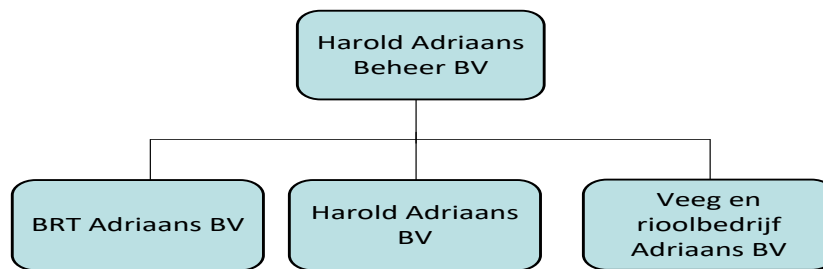 Harold Adriaans
Beheer BV
BRT Adriaans BV
Harold Adriaans
BV
Veeg en
rioolbedrijf
Adriaans BV